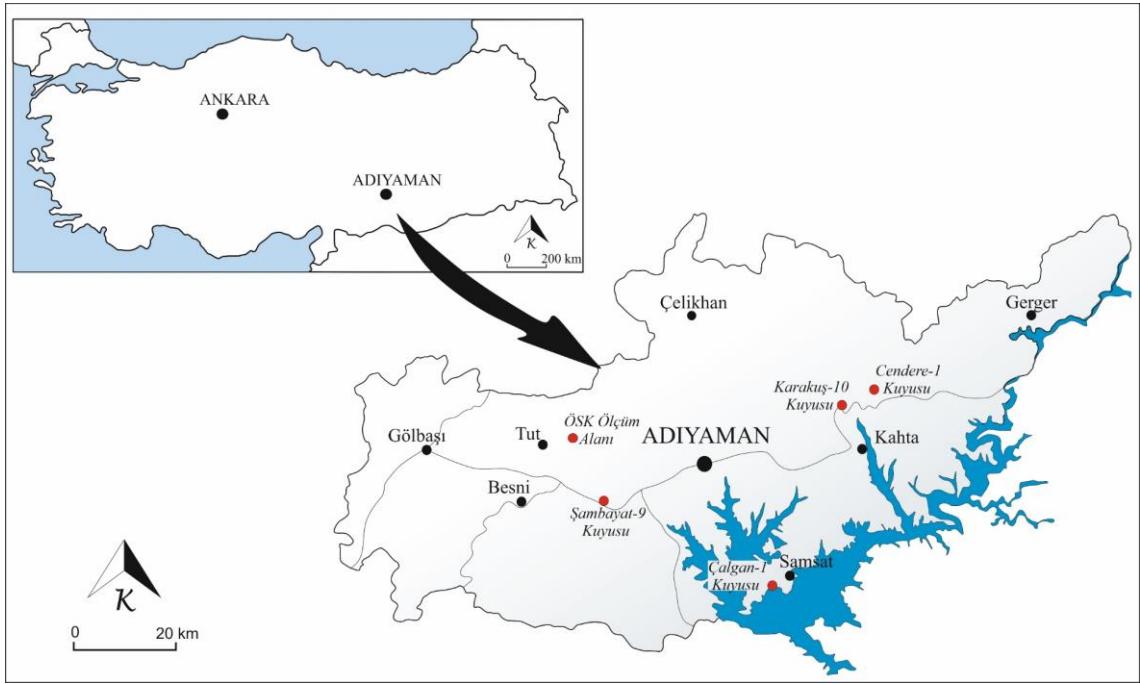 ANKARA
ADIYAMAN
K
0 200 km
Çelikhan
Gerger
Cendere-1
Kuyusu
Karakuş-10
Kuyusu
ÖSK Ölçüm
Alanı
Gölbaşı
Tut
ADIYAMAN
Kahta
Besni
Şambayat-9
Kuyusu
Çalgan-1
Kuyusu
Samsat
K
0 20 km